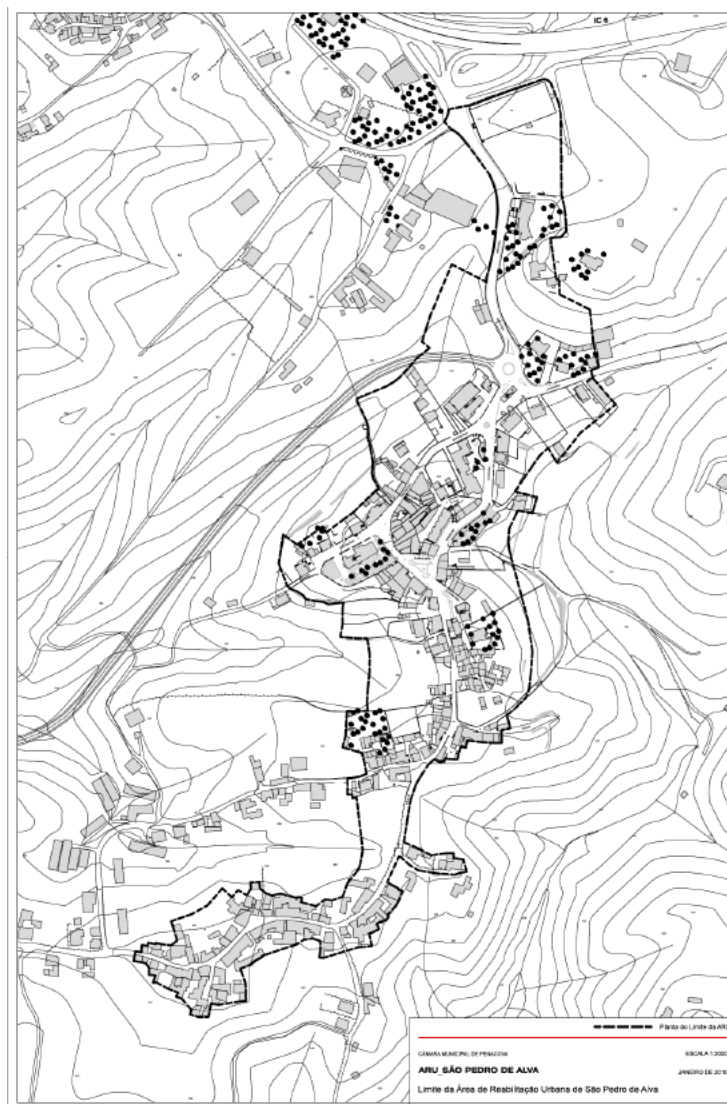 IC 6
Planta do Limite da ARU
CÂMARA MUNICIPAL DE PENACOVA
ESCALA 1:2000
ARU_SÃO PEDRO DE ALVA
JANEIRO DE 2016
Limite da Área de Reabilitação Urbana de São Pedro de Alva